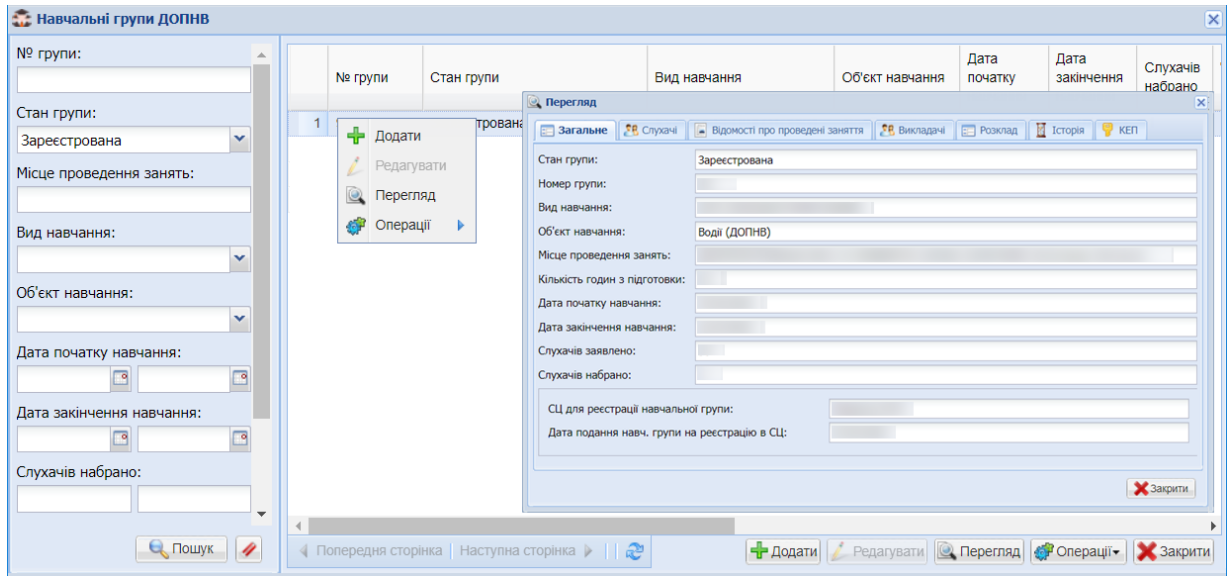 Навчальні групи ДОПНВ
№ групи:
Стан групи:
Зареєстрована
Місце проведення занять:
Вид навчання:
Об'єкт навчання:
Дата початку навчання:
Дата закінчення навчання:
Слухачів набрано:
Пошук
№ групи Стан групи Вид навчання Об'єкт навчання Дата початку Дата закінчення Слухачів набрано
1
Додати
Редагувати
Перегляд
Операції
Перегляд
Загальне Слухачі Відомості про проведені заняття Викладачі Розклад Історія КЕП
Стан групи: Зареєстрована
Номер групи:
Вид навчання:
Об'єкт навчання: Водії (ДОПНВ)
Місце проведення занять:
Кількість годин з підготовки:
Дата початку навчання:
Дата закінчення навчання:
Слухачів заявлено:
Слухачів набрано:
СЦ для реєстрації навчальної групи:
Дата подання навч. групи на реєстрацію в СЦ:
Закрити
Попередня сторінка Наступна сторінка Додати Редагувати Перегляд Операції Закрити